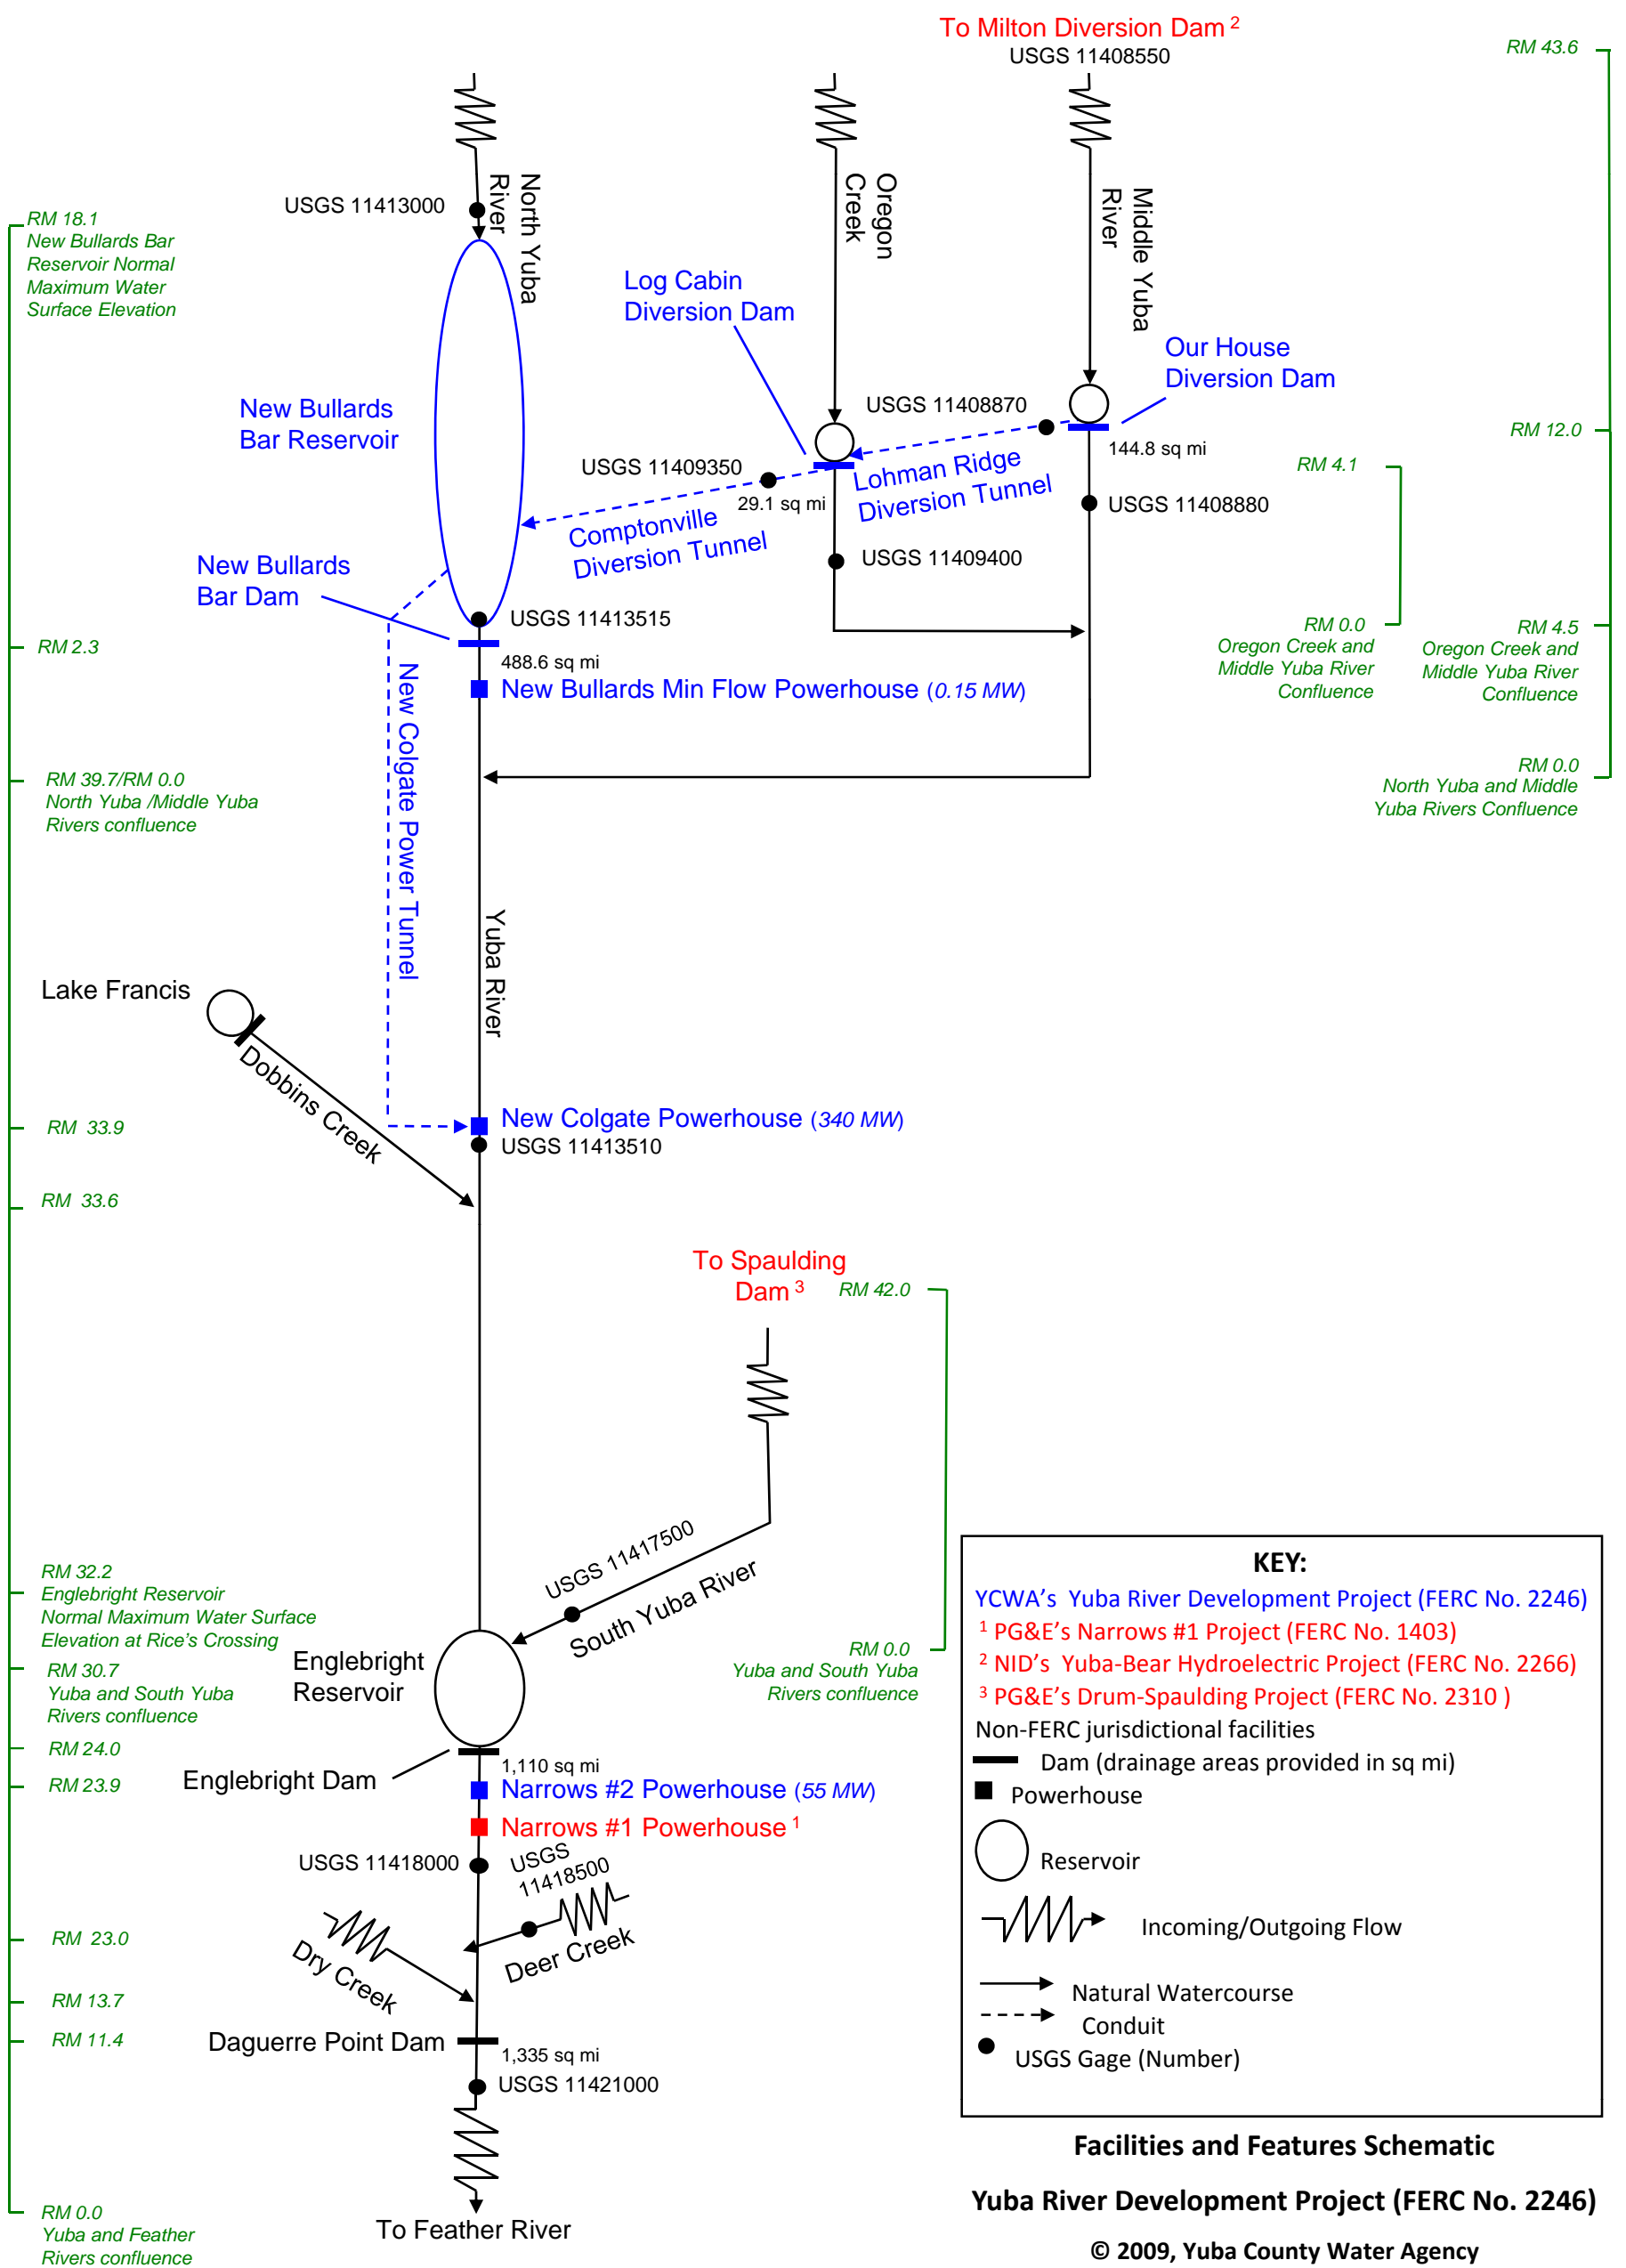 To Milton Diversion Dam 2
USGS 11408550
RM 43.6
USGS 11413000
North Yuba
River
Oregon
Creek
Middle Yuba
River
RM 18.1
New Bullards Bar
Reservoir Normal
Maximum Water
Surface Elevation
Log Cabin
Diversion Dam
Our House
Diversion Dam
New Bullards
Bar Reservoir
USGS 11408870
RM 12.0
144.8 sq mi
RM 4.1
USGS 11409350
Lohman Ridge
Diversion Tunnel
29.1 sq mi
USGS 11408880
Comptonville
Diversion Tunnel
USGS 11409400
New Bullards
Bar Dam
USGS 11413515
RM 0.0
Oregon Creek and
Middle Yuba River
Confluence
RM 4.5
Oregon Creek and
Middle Yuba River
Confluence
RM 2.3
488.6 sq mi
New Bullards Min Flow Powerhouse (0.15 MW)
New Colgate Power Tunnel
RM 39.7/RM 0.0
North Yuba /Middle Yuba
Rivers confluence
RM 0.0
North Yuba and Middle
Yuba Rivers Confluence
Yuba River
Lake Francis
Dobbins Creek
RM 33.9
New Colgate Powerhouse (340 MW)
USGS 11413510
RM 33.6
To Spaulding
Dam 3
RM 42.0
USGS 11417500
South Yuba River
RM 32.2
Englebright Reservoir
Normal Maximum Water Surface
Elevation at Rice's Crossing
RM 30.7
Yuba and South Yuba
Rivers confluence
Englebright
Reservoir
RM 0.0
Yuba and South Yuba
Rivers confluence
RM 24.0
RM 23.9
Englebright Dam
1,110 sq mi
Narrows #2 Powerhouse (55 MW)
Narrows #1 Powerhouse 1
USGS 11418000
USGS
11418500
Deer Creek
Dry Creek
RM 23.0
RM 13.7
RM 11.4
Daguerre Point Dam
1,335 sq mi
USGS 11421000
RM 0.0
Yuba and Feather
Rivers confluence
To Feather River
KEY:
YCWA's Yuba River Development Project (FERC No. 2246)
1 PG&E's Narrows #1 Project (FERC No. 1403)
2 NID's Yuba-Bear Hydroelectric Project (FERC No. 2266)
3 PG&E's Drum-Spaulding Project (FERC No. 2310 )
Non-FERC jurisdictional facilities
Dam (drainage areas provided in sq mi)
Powerhouse
Reservoir
Incoming/Outgoing Flow
Natural Watercourse
Conduit
USGS Gage (Number)
Facilities and Features Schematic
Yuba River Development Project (FERC No. 2246)
© 2009, Yuba County Water Agency